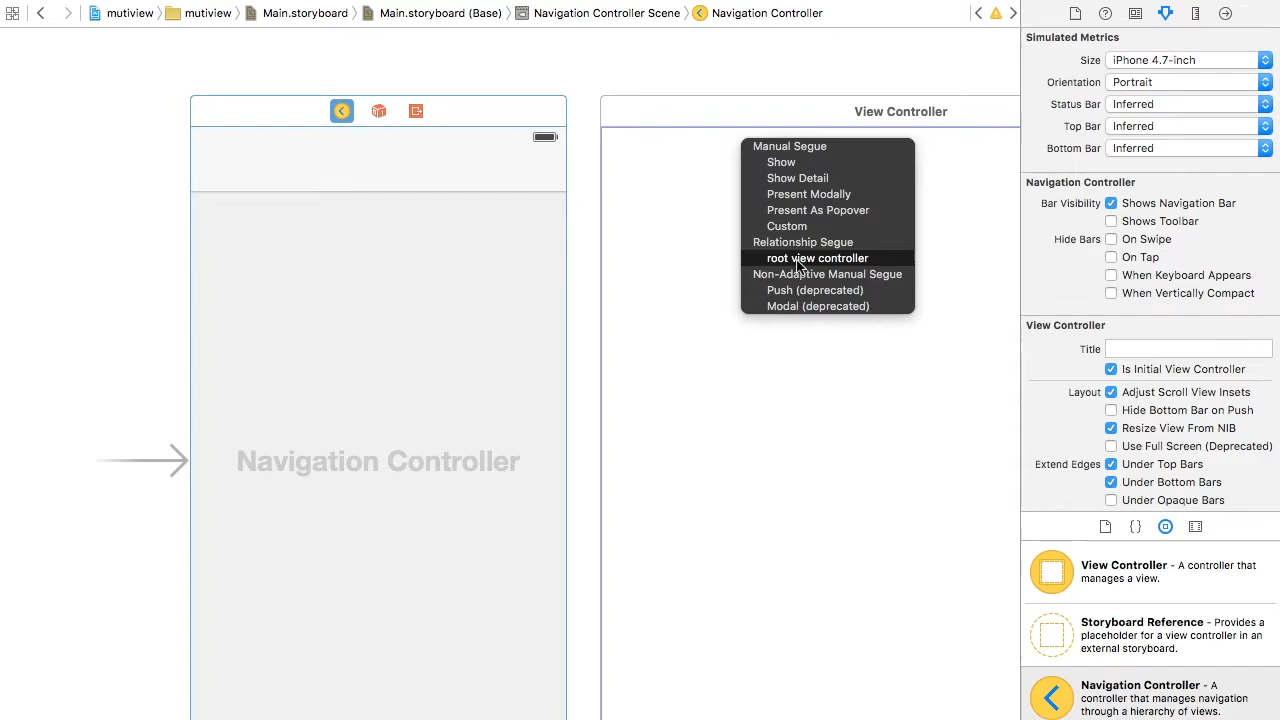 mutiview mutiview Main.storyboard Main.storyboard (Base) Navigation Controller Scene Navigation Controller
View Controller
Manual Segue
Show
Show Detail
Present Modally
Present As Popover
Custom
Relationship Segue
root view controller
Non-Adaptive Manual Segue
Push (deprecated)
Modal (deprecated)
Navigation Controller
Simulated Metrics
Size iPhone 4.7-inch
Orientation Portrait
Status Bar Inferred
Top Bar Inferred
Bottom Bar Inferred
Navigation Controller
Bar Visibility Shows Navigation Bar
Shows Toolbar
Hide Bars On Swipe
On Tap
When Keyboard Appears
When Vertically Compact
View Controller
Title
Is Initial View Controller
Layout Adjust Scroll View Insets
Hide Bottom Bar on Push
Resize View From NIB
Use Full Screen (Deprecated)
Extend Edges Under Top Bars
Under Bottom Bars
Under Opaque Bars
View Controller - A controller that
manages a view.
Storyboard Reference - Provides a
placeholder for a view controller in an
external storyboard.
Navigation Controller - A
controller that manages navigation
through a hierarchy of views.